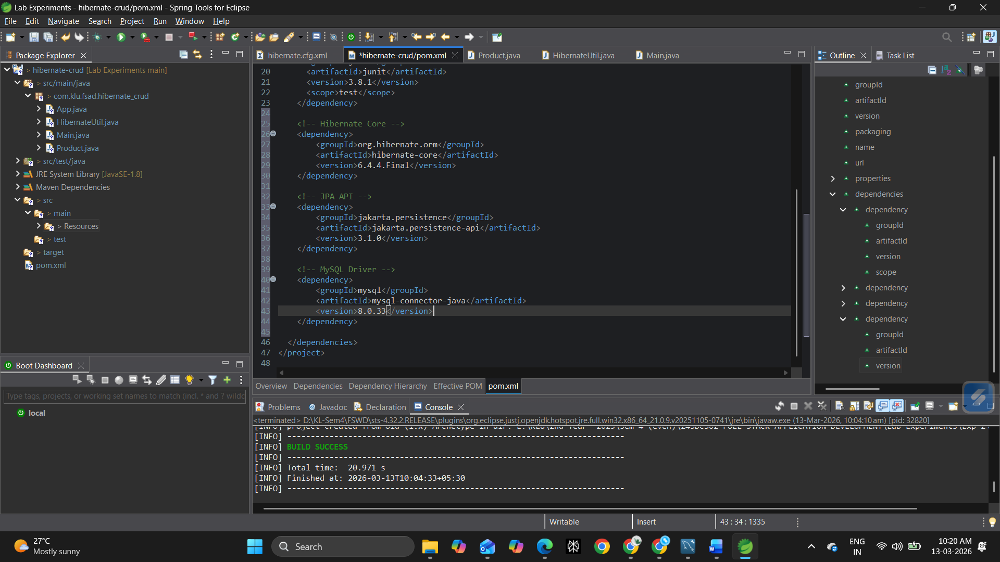 Lab Experiments - hibernate-crud/pom.xml - Spring Tools for Eclipse
File Edit Navigate Search Project Run Window Help
Package Explorer
> hibernate-crud [Lab Experiments main]
> src/main/java
> com.klu.fsad.hibernate_crud
App.java
HibernateUtil.java
Main.java
Product.java
> src/test/java
JRE System Library [JavaSE-1.8]
Maven Dependencies
> src
> main
> Resources
> test
> target
pom.xml
Boot Dashboard
Type tags, projects, or working set names to match (incl. * and ? wildc
local
hibernate.cfg.xml *hibernate-crud/pom.xml Product.java HibernateUtil.java Main.java
20 <artifactId>junit</artifactId>
21 <version>3.8.1</version>
22 <scope>test</scope>
23 </dependency>
24
25 <!-- Hibernate Core -->
26 <dependency>
27 <groupId>org.hibernate.orm</groupId>
28 <artifactId>hibernate-core</artifactId>
29 <version>6.4.4.Final</version>
30 </dependency>
31
32 <!-- JPA API -->
33 <dependency>
34 <groupId>jakarta.persistence</groupId>
35 <artifactId>jakarta.persistence-api</artifactId>
36 <version>3.1.0</version>
37 </dependency>
38
39 <!-- MySQL Driver -->
40 <dependency>
41 <groupId>mysql</groupId>
42 <artifactId>mysql-connector-java</artifactId>
43 <version>8.0.33</version>
44 </dependency>
45
46 </dependencies>
47 </project>
48
Overview Dependencies Dependency Hierarchy Effective POM pom.xml
Outline Task List
groupId
artifactId
version
packaging
name
url
properties
dependencies
dependency
groupId
artifactId
version
scope
dependency
dependency
dependency
groupId
artifactId
version
Problems Javadoc Declaration Console
<terminated> D:\KL-Sem4\FSWD\sts-4.32.2.RELEASE\plugins\org.eclipse.justj.openjdk.hotspot.jre.full.win32.x86_64_21.0.9.v20251105-0741\jre\bin\javaw.exe (13-Mar-2026, 10:04:10 am) [pid: 32820]
[INFO] project created from Old (1.x) Archetype in dir:
[INFO] ------------------------------------------------------------------------
[INFO] BUILD SUCCESS
[INFO] ------------------------------------------------------------------------
[INFO] Total time: 20.971 s
[INFO] Finished at: 2026-03-13T10:04:33+05:30
[INFO] ------------------------------------------------------------------------
Writable Insert 43 : 34 : 1335
27°C
Mostly sunny
Search
ENG
IN
10:20 AM
13-03-2026